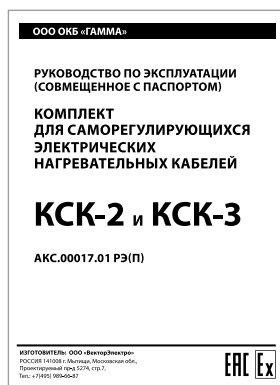 ООО ОКБ «ГАММА»
РУКОВОДСТВО ПО ЭКСПЛУАТАЦИИ
(СОВМЕЩЕННОЕ С ПАСПОРТОМ)
КОМПЛЕКТ
ДЛЯ САМОРЕГУЛИРУЮЩИХСЯ
ЭЛЕКТРИЧЕСКИХ
НАГРЕВАТЕЛЬНЫХ КАБЕЛЕЙ
КСК-2 и КСК-3
АКС.00017.01 РЭ(П)
ИЗГОТОВИТЕЛЬ: ООО «ВекторЭлектро»
РОССИЯ 141008 г. Мытищи, Московская обл.,
Проектируемый пр-д 5274, стр.7,
Тел.: +7(495) 989-66-87
ЕАС Ex